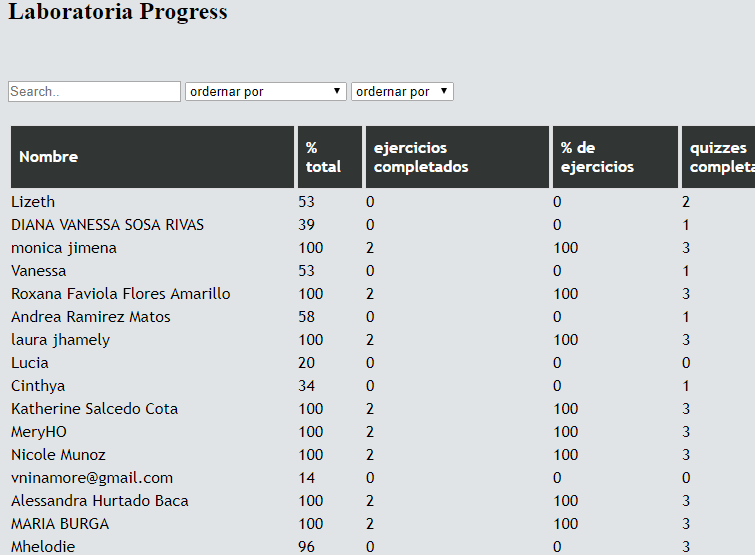 Laboratoria Progress
Search.. ordernar por ordernar por
Nombre % total ejercicios completados % de ejercicios quizzes completa
Lizeth 53 0 0 2
DIANA VANESSA SOSA RIVAS 39 0 0 1
monica jimena 100 2 100 3
Vanessa 53 0 0 1
Roxana Faviola Flores Amarillo 100 2 100 3
Andrea Ramirez Matos 58 0 0 1
laura jhamely 100 2 100 3
Lucia 20 0 0 0
Cinthya 34 0 0 1
Katherine Salcedo Cota 100 2 100 3
MeryHO 100 2 100 3
Nicole Munoz 100 2 100 3
vninamore@gmail.com 14 0 0 0
Alessandra Hurtado Baca 100 2 100 3
MARIA BURGA 100 2 100 3
Mhelodie 96 0 0 3